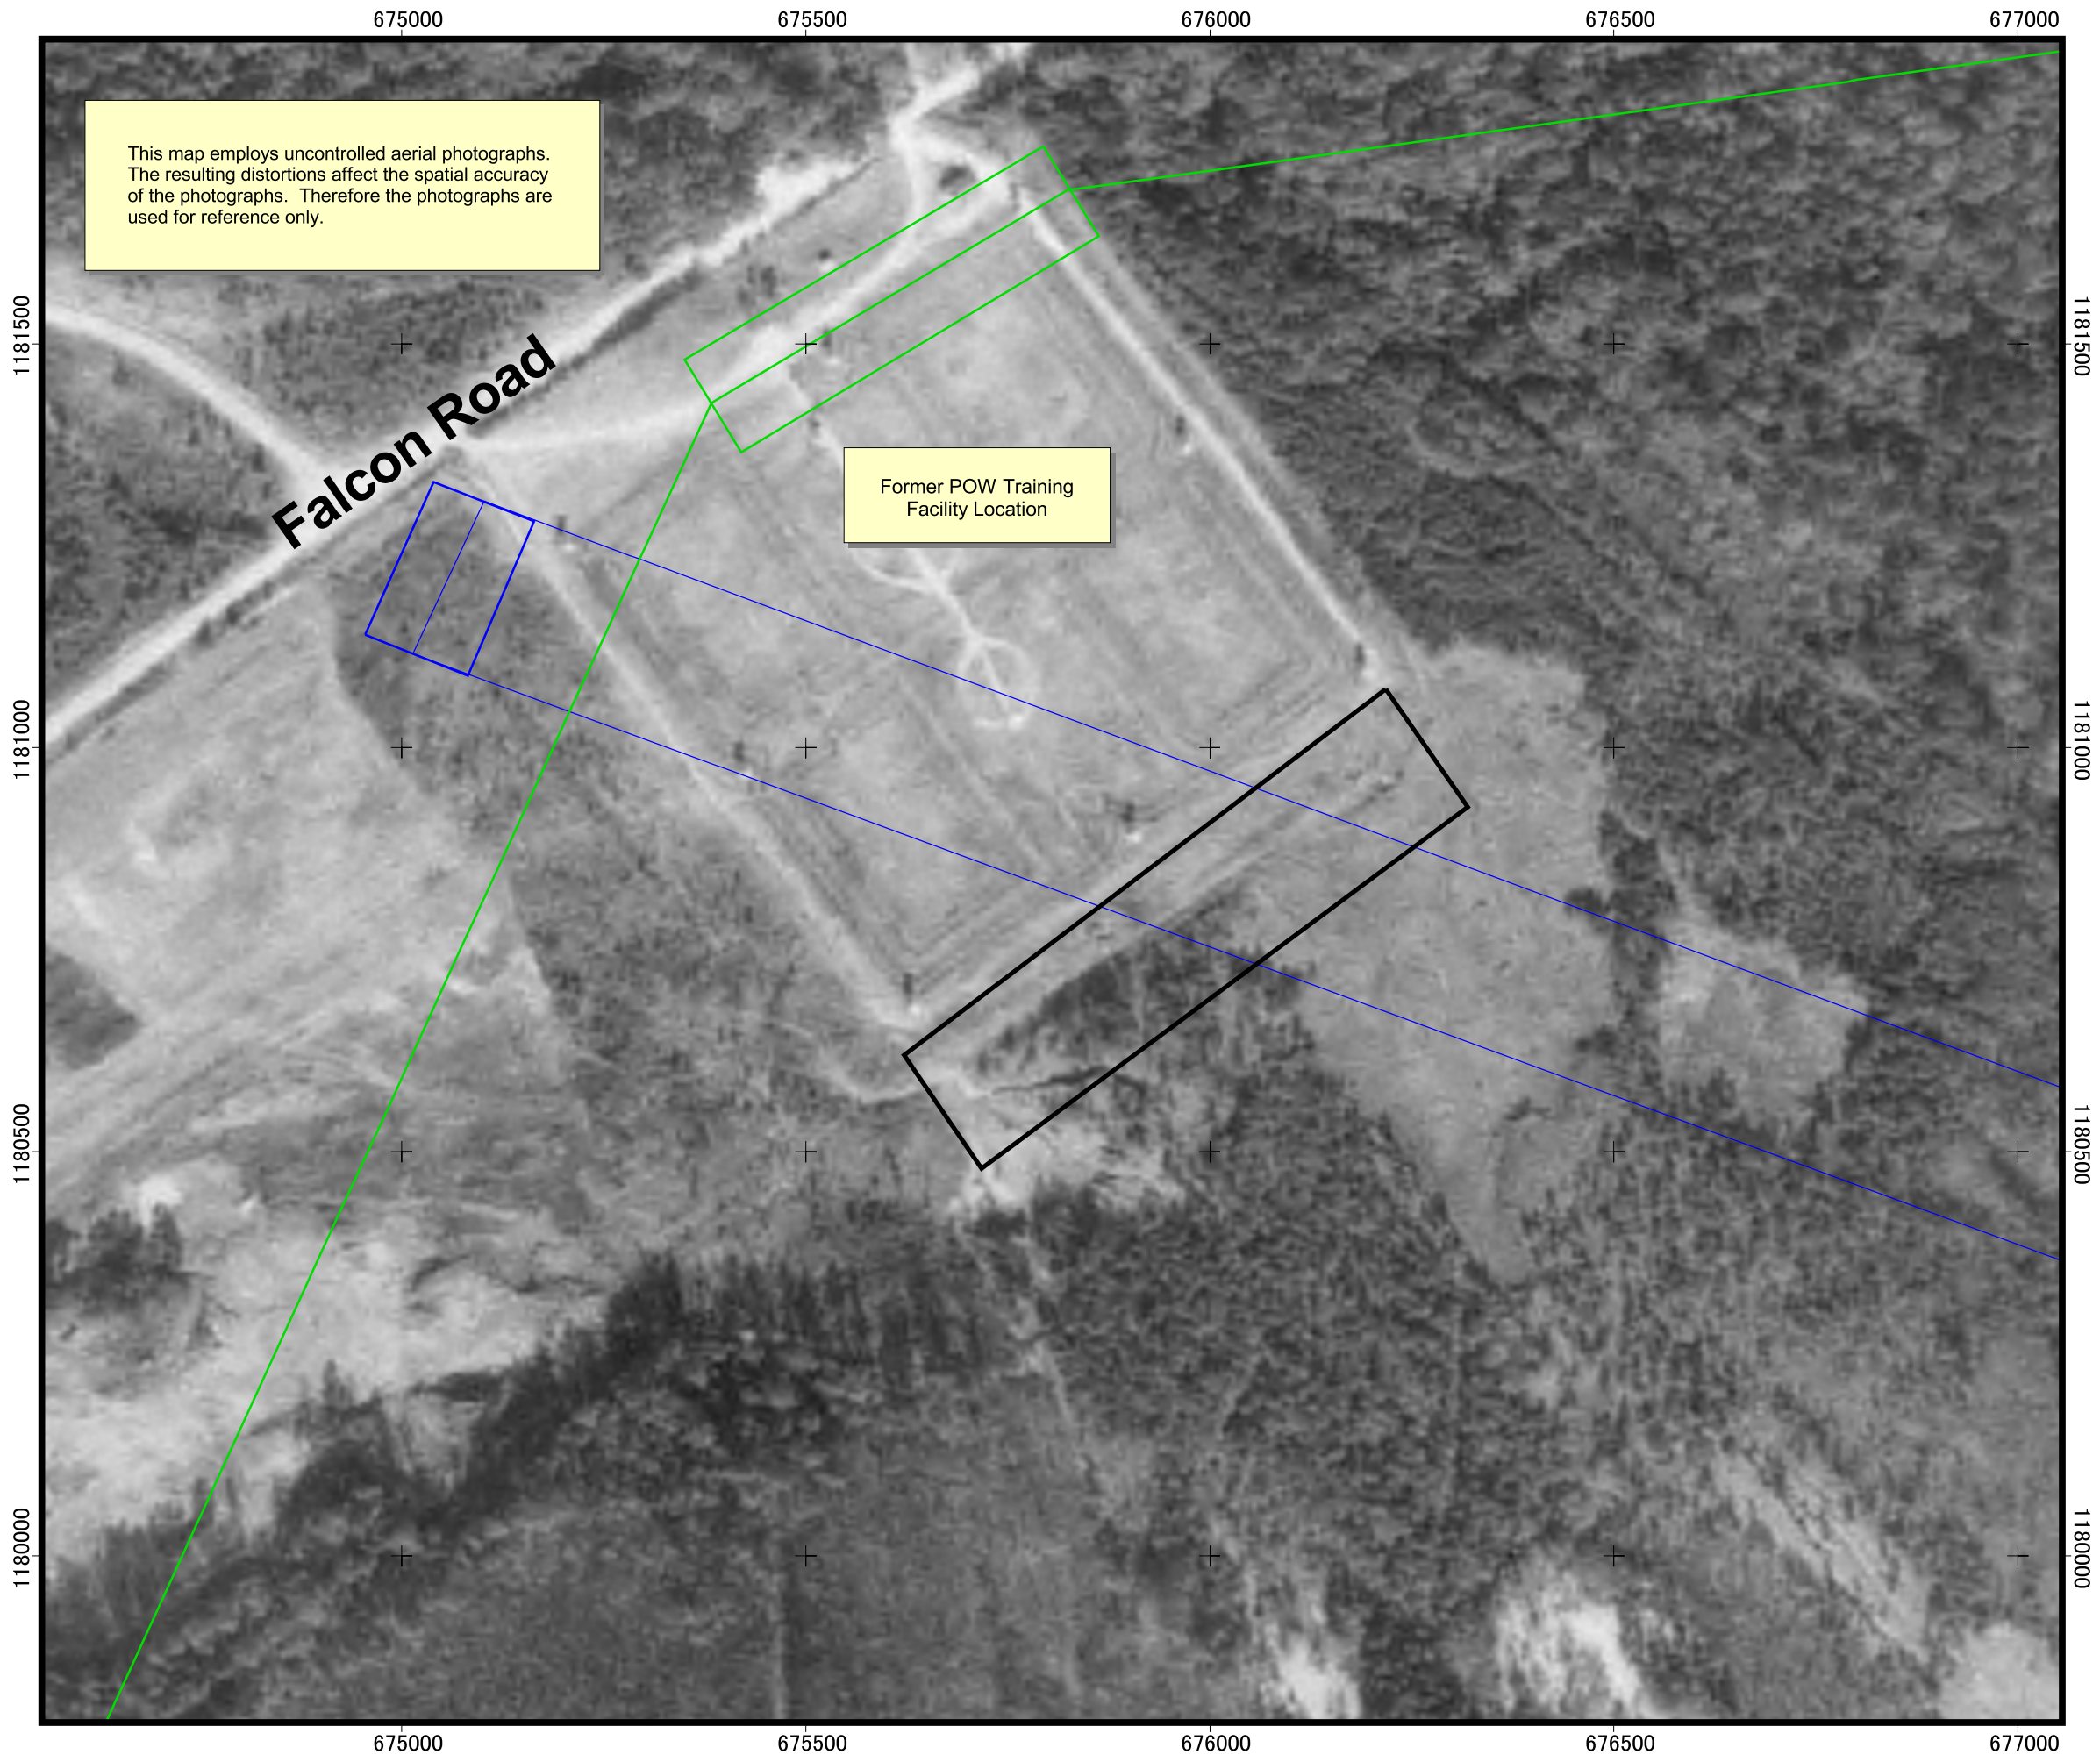 675000 675500 676000 676500 677000
This map employs uncontrolled aerial photographs.
The resulting distortions affect the spatial accuracy
of the photographs. Therefore the photographs are
used for reference only.
1181500 1181500
Falcon Road
Former POW Training
Facility Location
1181000 1181000
1180500 1180500
1180000 1180000
675000 675500 676000 676500 677000